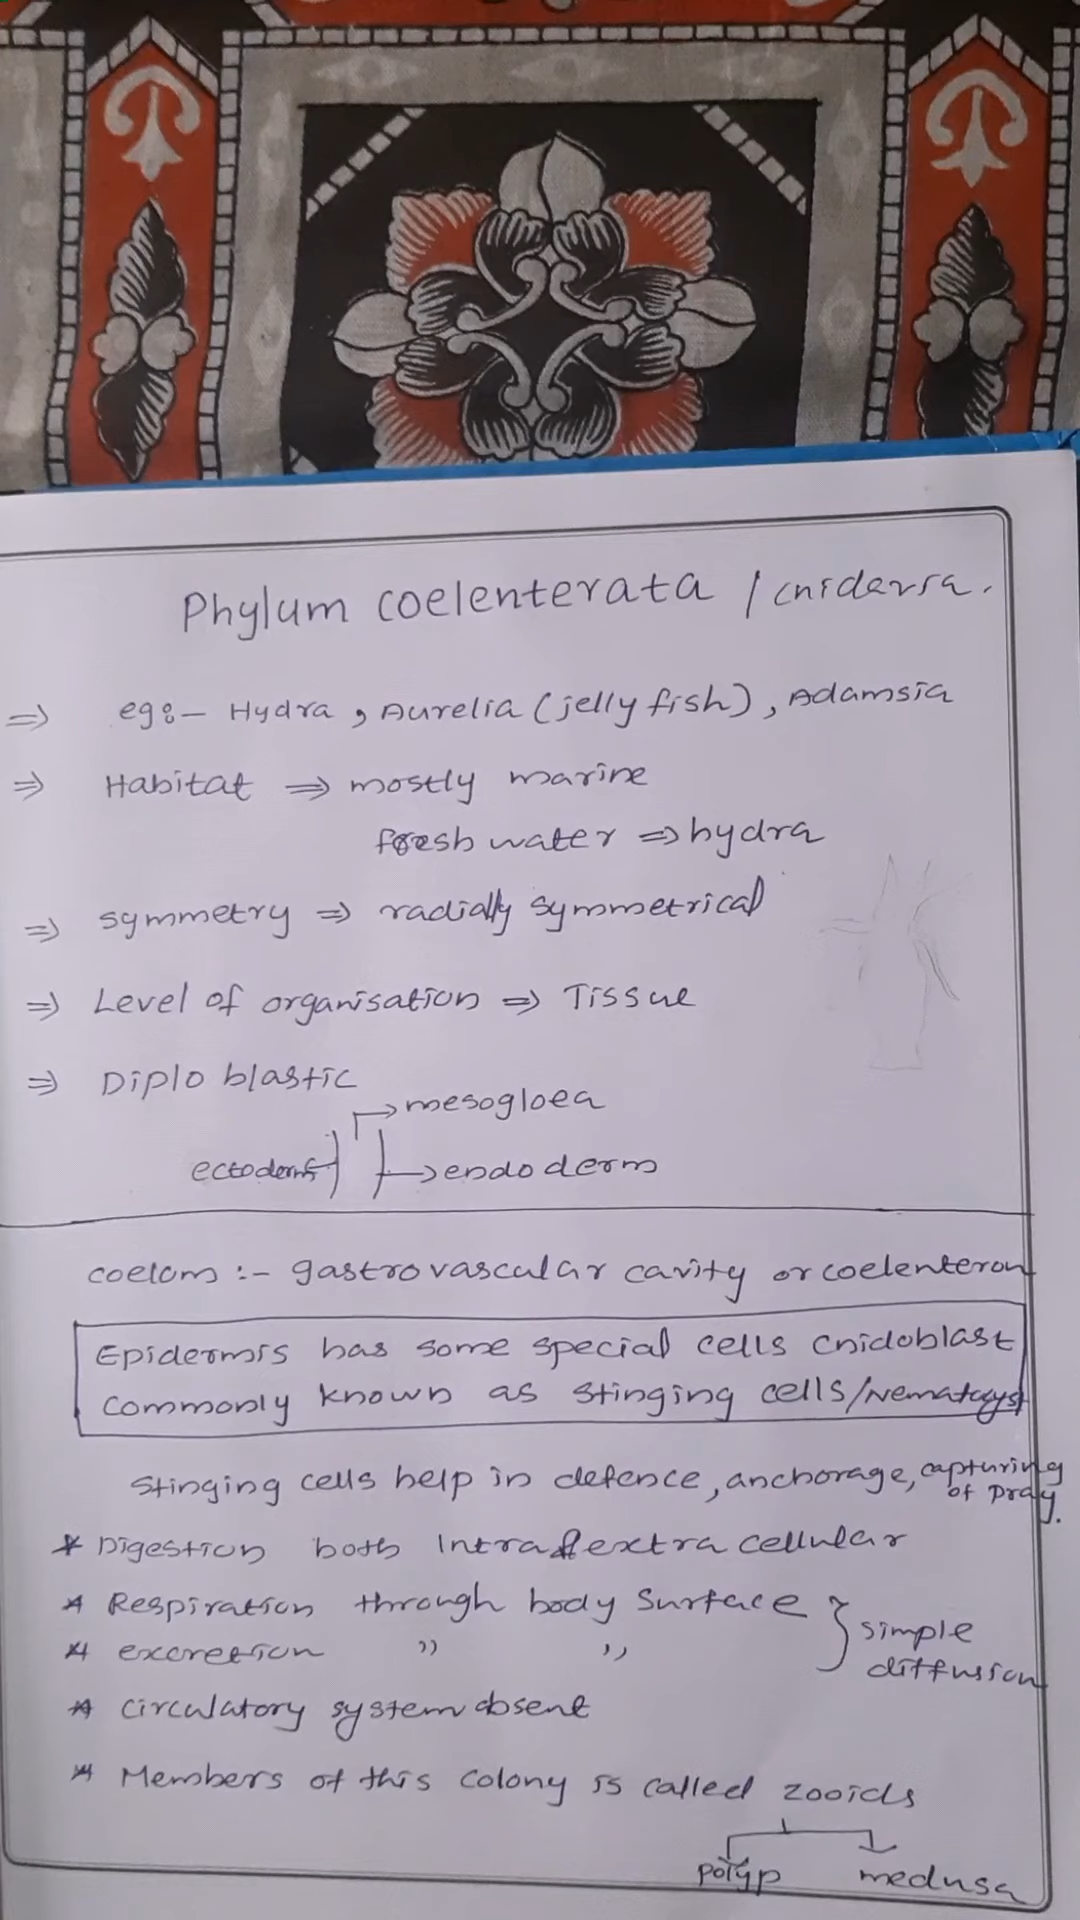 Phylum coelenterata / cnidaria.
⇒ eg:- Hydra, Aurelia (jelly fish), Adamsia
⇒ Habitat ⇒ mostly marine
fresh water ⇒ hydra
⇒ symmetry ⇒ radially symmetrical
⇒ Level of organisation ⇒ Tissue
⇒ Diplo blastic
→ mesogloea
ectoderm → endoderm
coelom :- gastrovascular cavity or coelenteron
Epidermis has some special cells cnidoblast
commonly known as stinging cells/Nematcyst
Stinging cells help in defence, anchorage, capturing
of pray.
* Digestion both Intra & extra cellular
* Respiration through body surface } simple
* excretion " " diffusion
* circulatory system absent
* Members of this colony is called zooids
polyp medusa